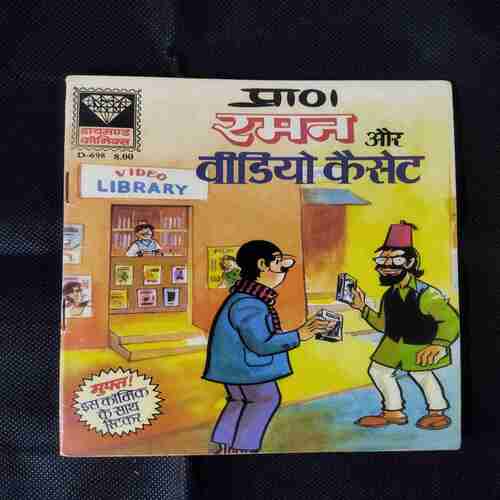 डायमण्ड
कॉमिक्स
D-698 8.00
प्राण
रमन और
वीडियो कैसेट
VIDEO
LIBRARY
मुफ्त!
इस कॉमिक
के साथ
स्टिकर